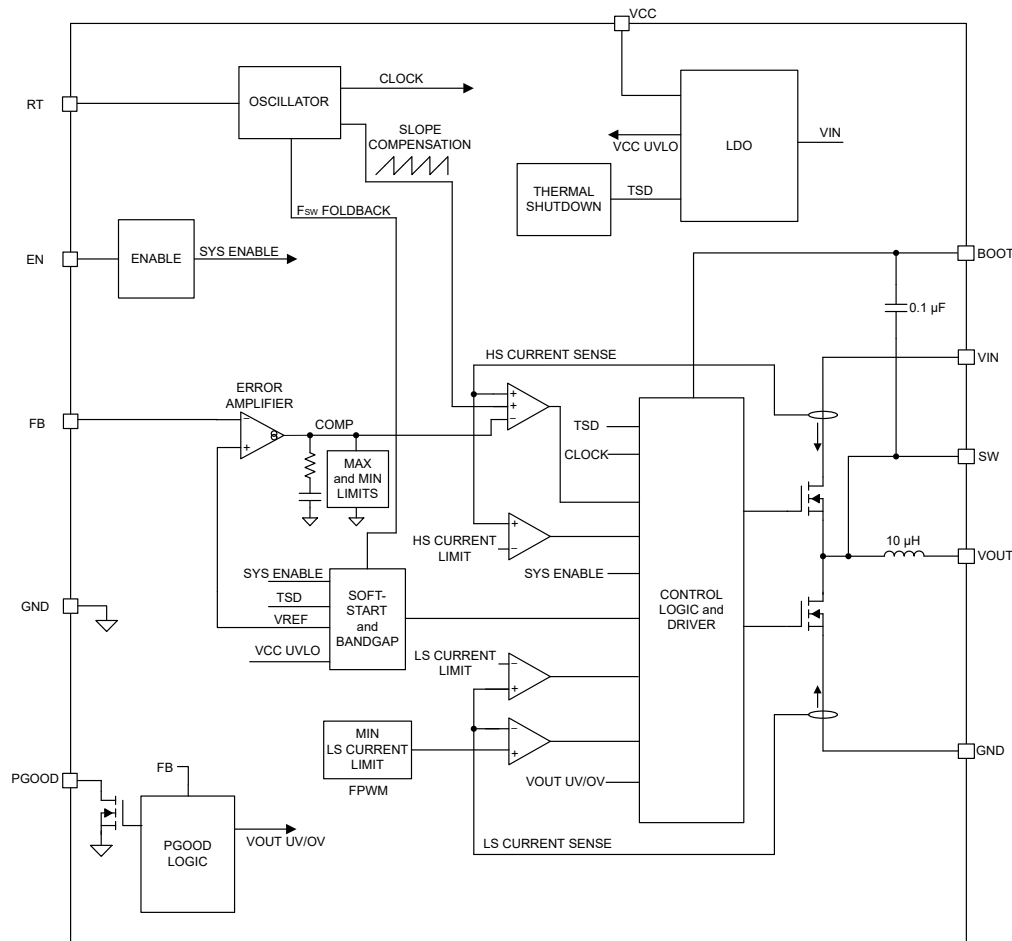 VCC
CLOCK
RT
OSCILLATOR
SLOPE
COMPENSATION
VCC UVLO
LDO
VIN
THERMAL
SHUTDOWN
TSD
FSW FOLDBACK
EN
ENABLE
SYS ENABLE
BOOT
0.1 µF
HS CURRENT SENSE
VIN
ERROR
AMPLIFIER
FB
−
+
COMP
+
+
−
MAX
and MIN
LIMITS
TSD
CLOCK
SW
+
−
HS CURRENT
LIMIT
10 µH
VOUT
SYS ENABLE
SYS ENABLE
TSD
VREF
VCC UVLO
SOFT-
START
and
BANDGAP
CONTROL
LOGIC and
DRIVER
GND
LS CURRENT
LIMIT
−
+
MIN
LS CURRENT
LIMIT
FPWM
−
+
GND
PGOOD
FB
VOUT UV/OV
PGOOD
LOGIC
VOUT UV/OV
LS CURRENT SENSE